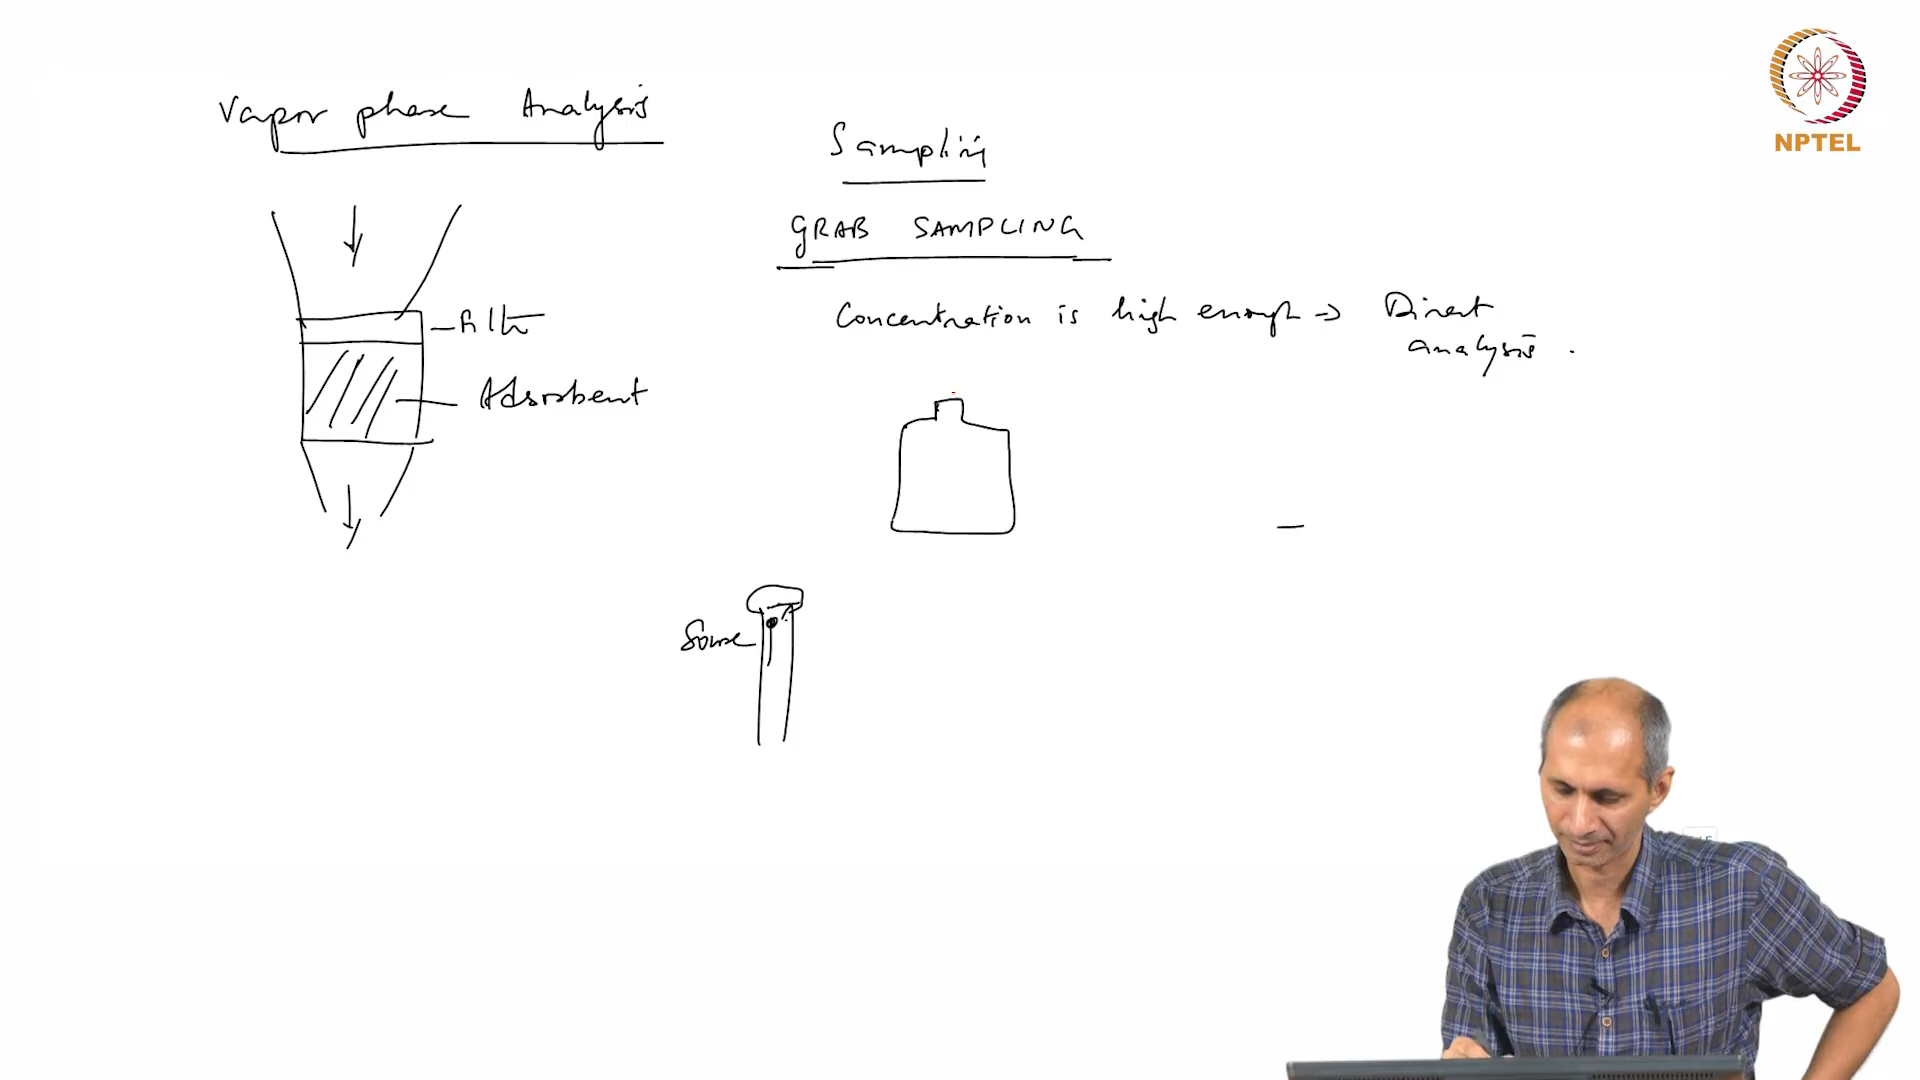 Vapor phase Analysis
Sampling
GRAB SAMPLING
Concentration is high enough → Direct
analysis.
Filter
Adsorbent
Source
NPTEL